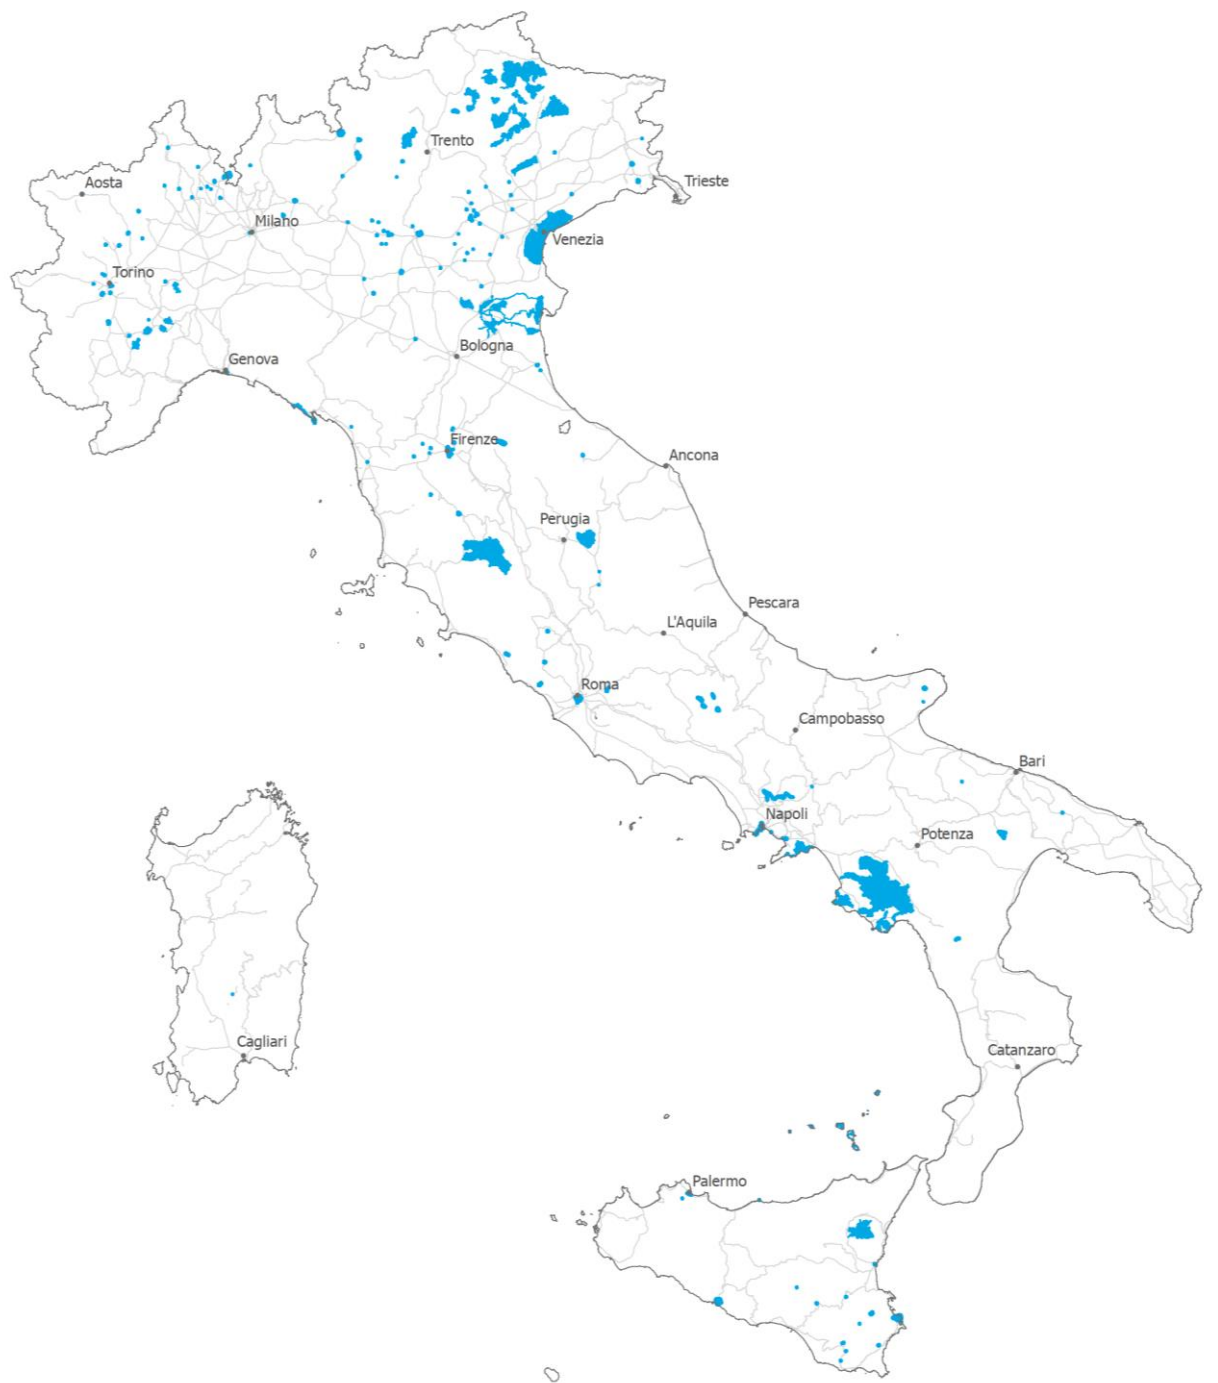 Trento
Aosta
Trieste
Milano
Venezia
Torino
Bologna
Genova
Firenze
Ancona
Perugia
Pescara
L'Aquila
Roma
Campobasso
Bari
Napoli
Potenza
Cagliari
Catanzaro
Palermo